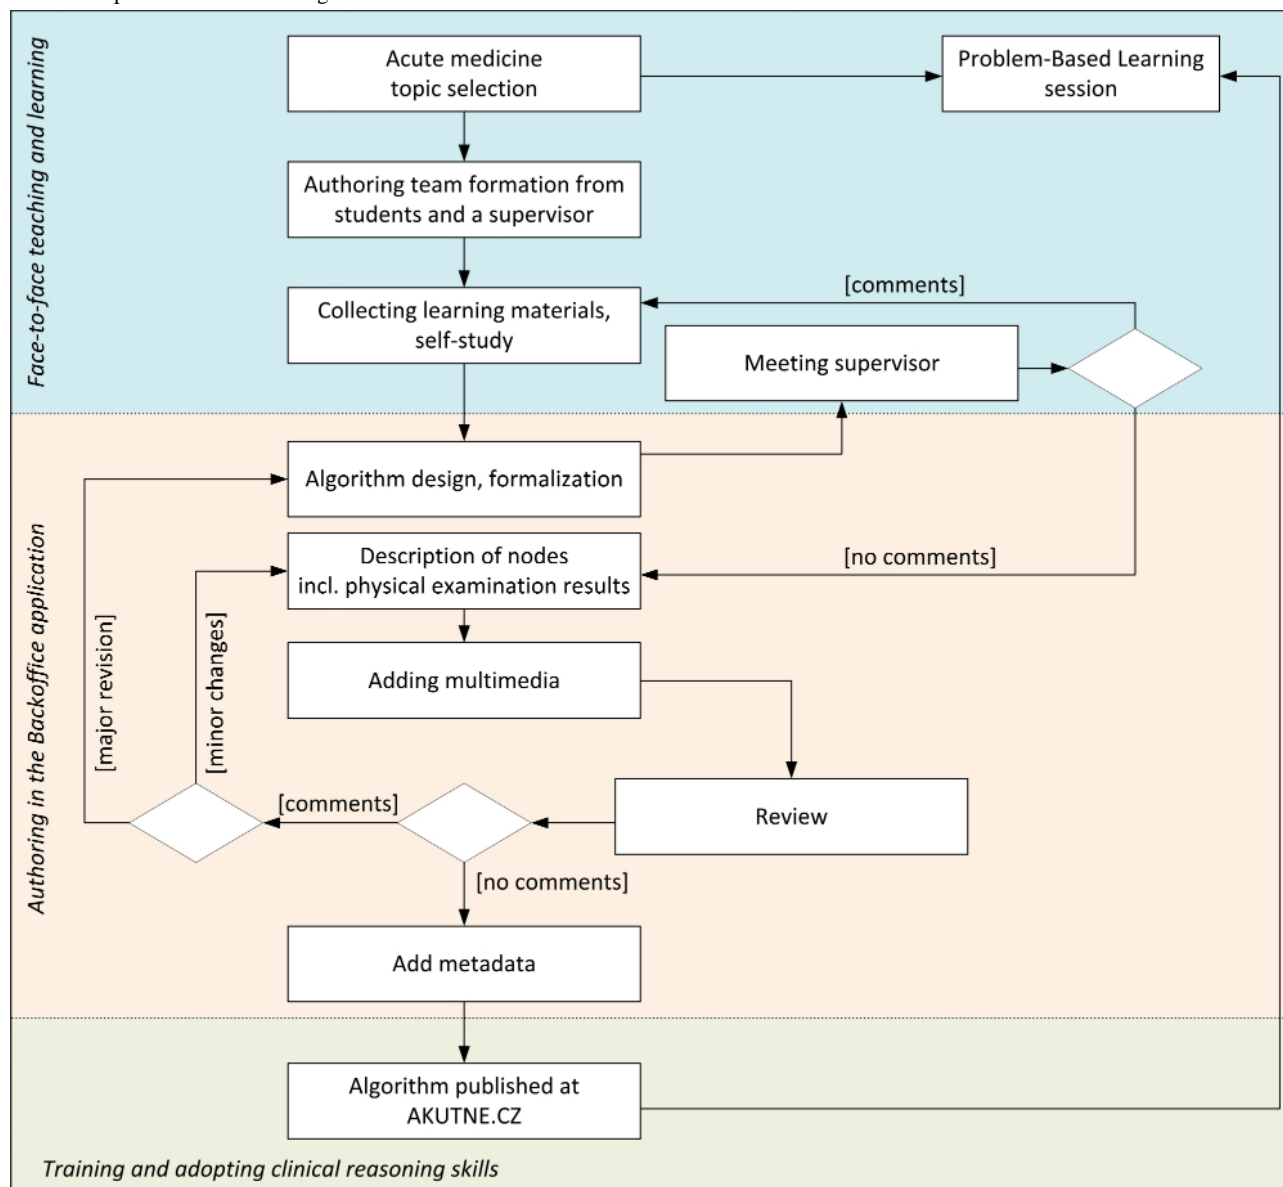 Face-to-face teaching and learning
Acute medicine
topic selection
Problem-Based Learning
session
Authoring team formation from
students and a supervisor
Collecting learning materials,
self-study
[comments]
Meeting supervisor
Authoring in the Backoffice application
Algorithm design, formalization
Description of nodes
incl. physical examination results
[no comments]
[major revision]
[minor changes]
Adding multimedia
Review
[comments]
[no comments]
Add metadata
Algorithm published at
AKUTNE.CZ
Training and adopting clinical reasoning skills